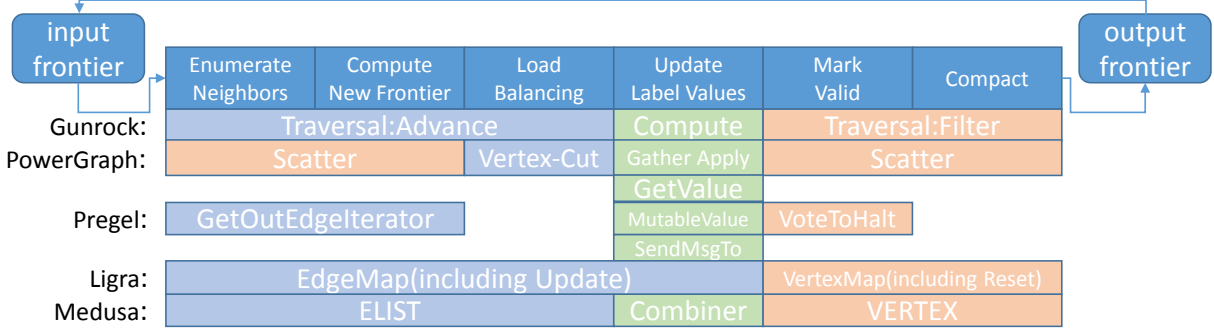 input
frontier
output
frontier
Enumerate
Neighbors
Compute
New Frontier
Load
Balancing
Update
Label Values
Mark
Valid
Compact
Gunrock: Traversal:Advance Compute Traversal:Filter
PowerGraph: Scatter Vertex-Cut Gather Apply Scatter
GetValue
Pregel: GetOutEdgeIterator MutableValue VoteToHalt
SendMsgTo
Ligra: EdgeMap(including Update) VertexMap(including Reset)
Medusa: ELIST Combiner VERTEX